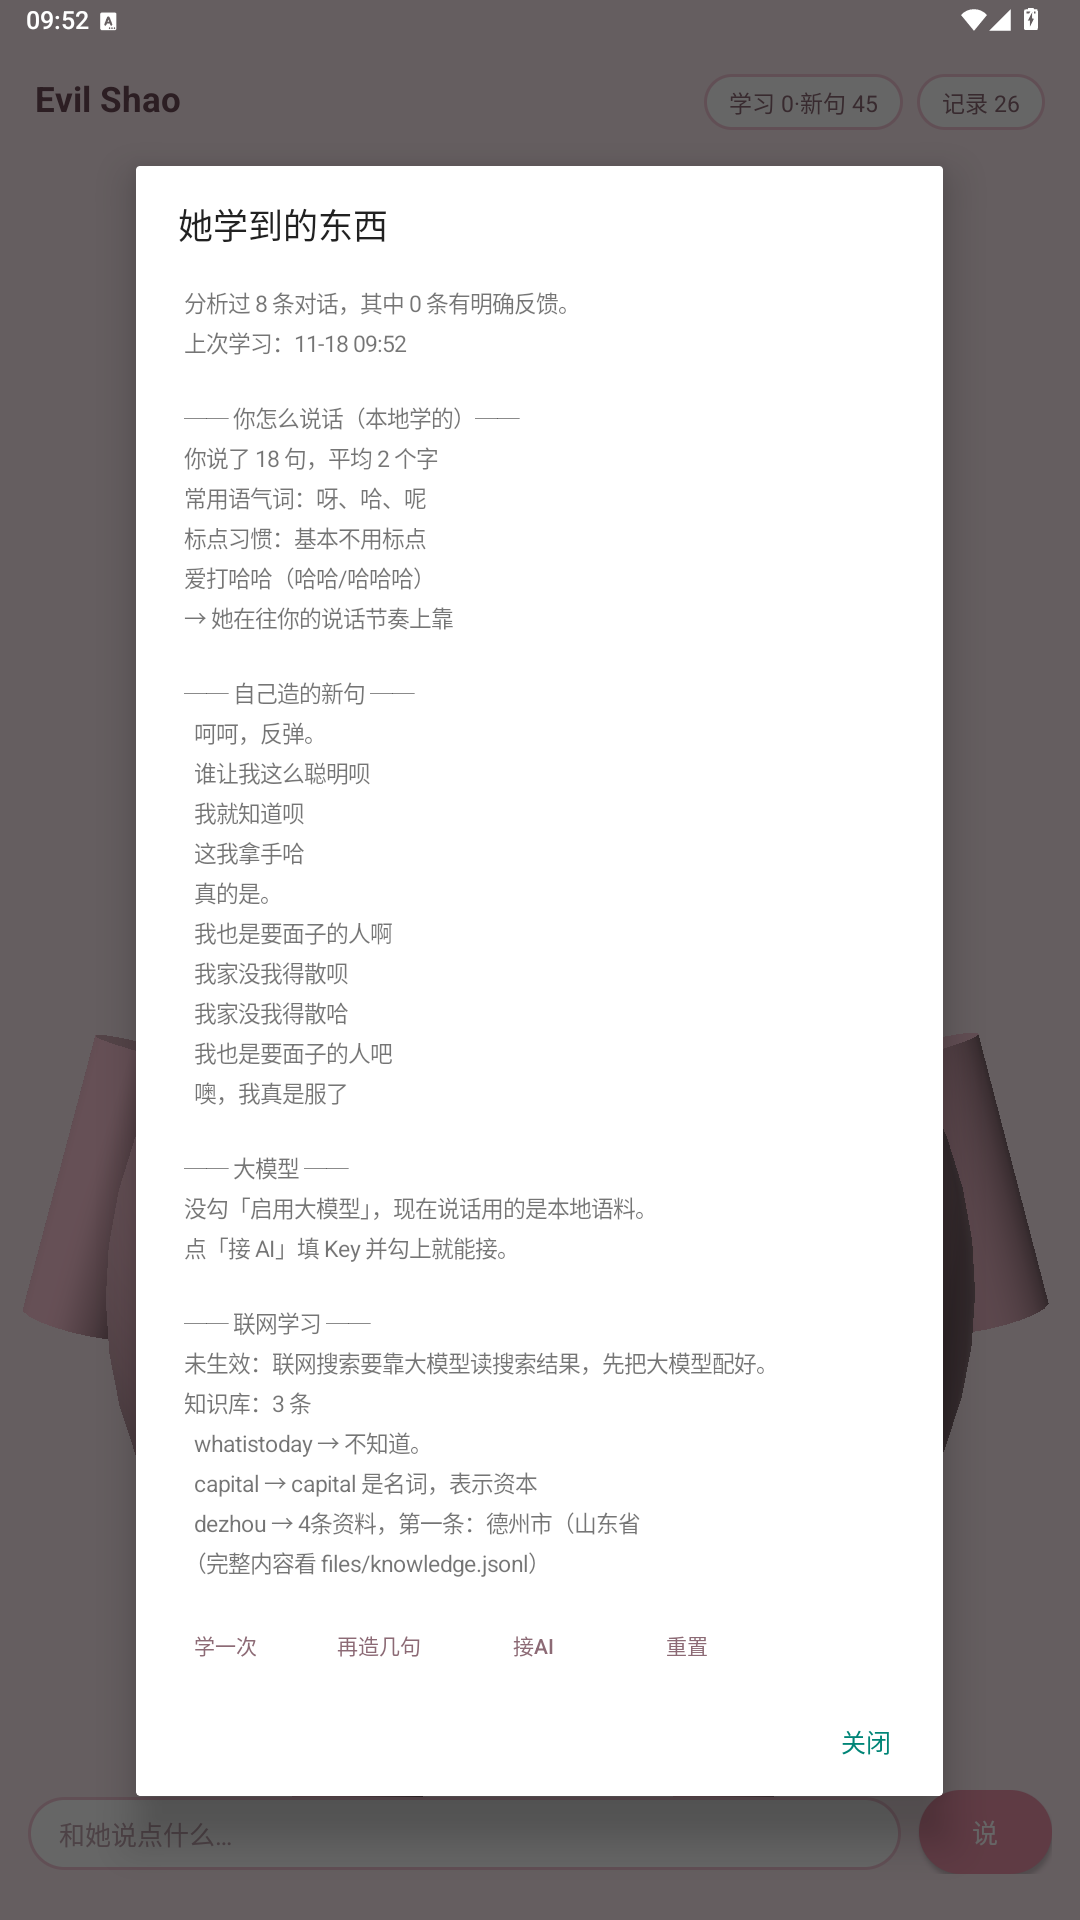 09:52
Evil Shao
学习 0·新句 45
记录 26
她学到的东西
分析过 8 条对话，其中 0 条有明确反馈。
上次学习：11-18 09:52
—— 你怎么说话（本地学的）——
你说了 18 句，平均 2 个字
常用语气词：呀、哈、呢
标点习惯：基本不用标点
爱打哈哈（哈哈/哈哈哈）
→ 她在往你的说话节奏上靠
—— 自己造的新句 ——
呵呵，反弹。
谁让我这么聪明呗
我就知道呗
这我拿手哈
真的是。
我也是要面子的人啊
我家没我得散呗
我家没我得散哈
我也是要面子的人吧
噢，我真是服了
—— 大模型 ——
没勾「启用大模型」，现在说话用的是本地语料。
点「接 AI」填 Key 并勾上就能接。
—— 联网学习 ——
未生效：联网搜索要靠大模型读搜索结果，先把大模型配好。
知识库：3 条
whatistoday → 不知道。
capital → capital 是名词，表示资本
dezhou → 4条资料，第一条：德州市（山东省
（完整内容看 files/knowledge.jsonl）
学一次
再造几句
接AI
重置
关闭
和她说点什么…
说